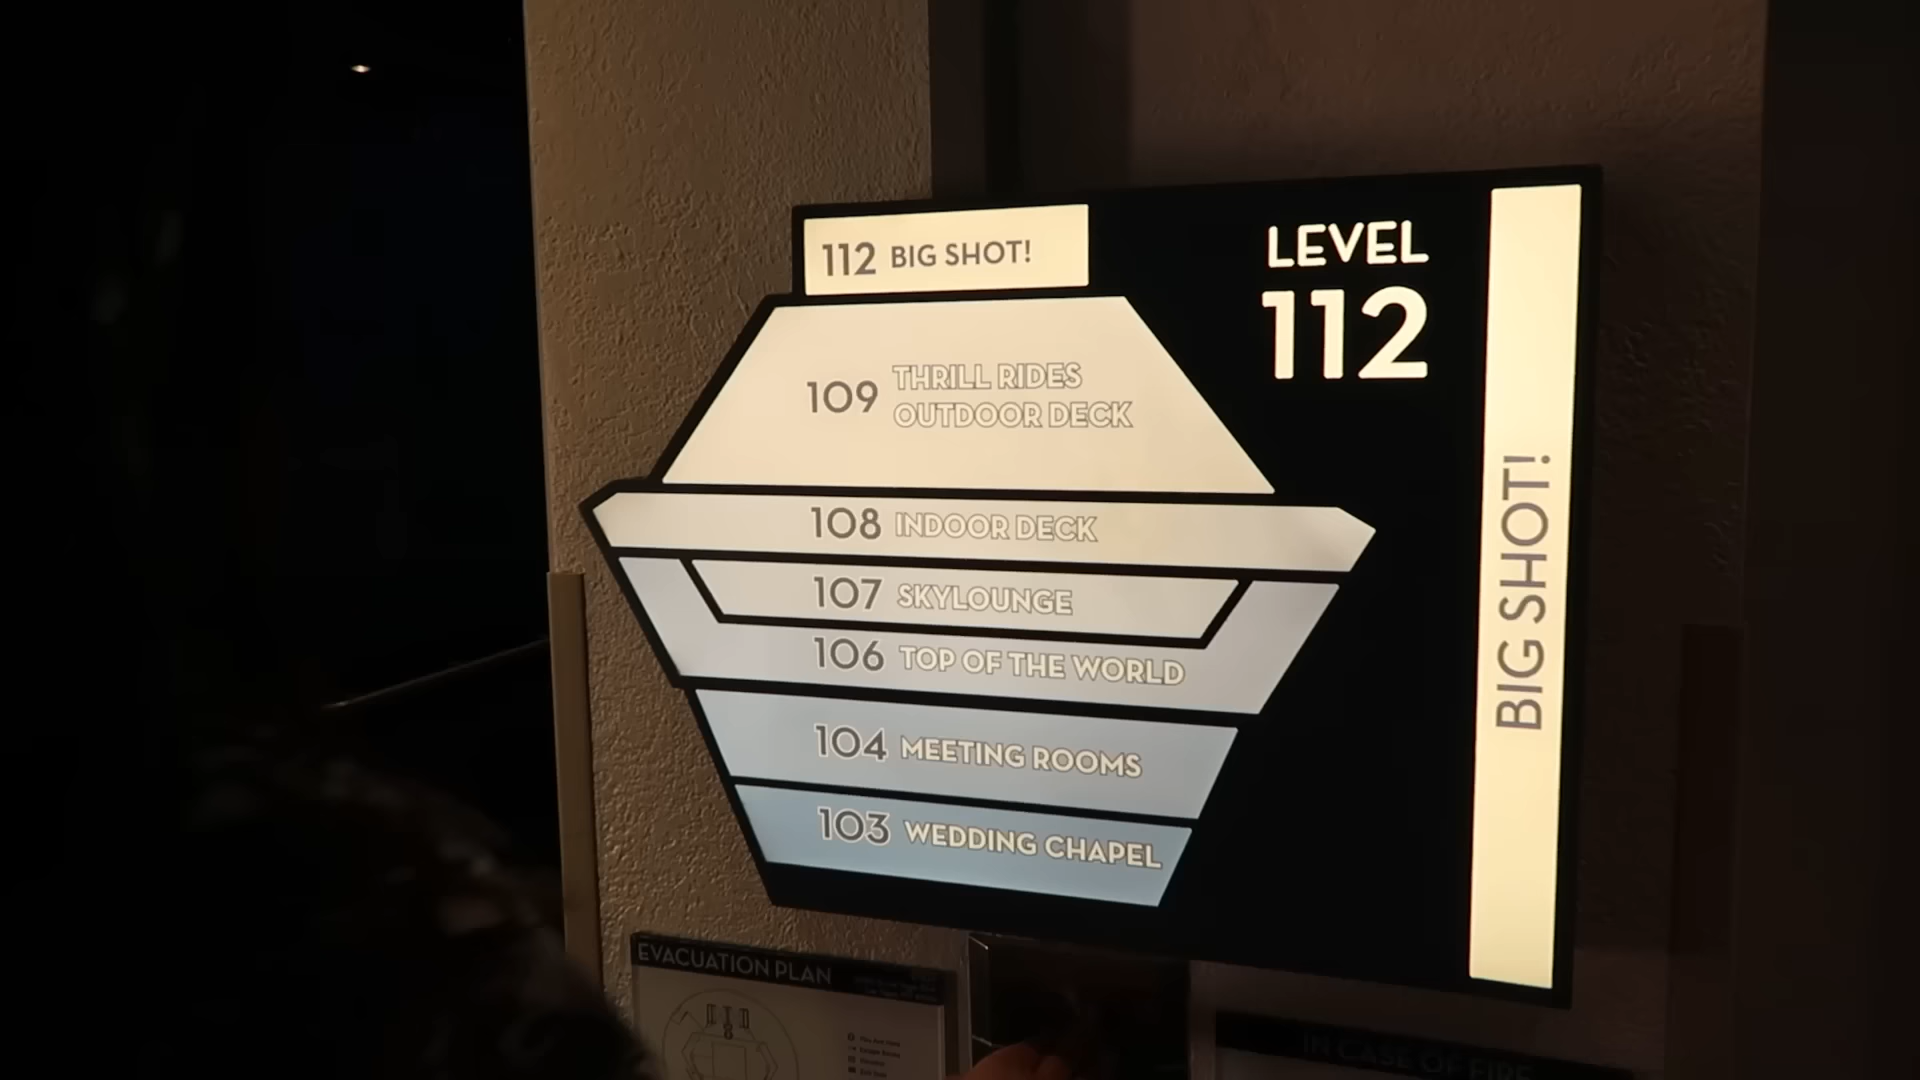 112 BIG SHOT!
LEVEL
112
109 THRILL RIDES
OUTDOOR DECK
108 INDOOR DECK
107 SKYLOUNGE
106 TOP OF THE WORLD
104 MEETING ROOMS
103 WEDDING CHAPEL
BIG SHOT!
EVACUATION PLAN
IN CASE OF FIRE